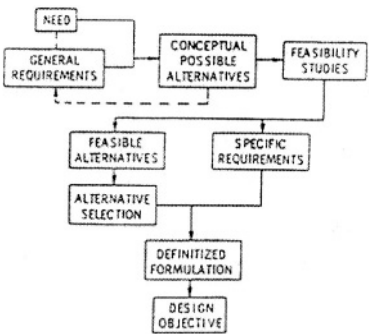 NEED
GENERAL
REQUIREMENTS
CONCEPTUAL
POSSIBLE
ALTERNATIVES
FEASIBILITY
STUDIES
FEASIBLE
ALTERNATIVES
SPECIFIC
REQUIREMENTS
ALTERNATIVE
SELECTION
DEFINITIZED
FORMULATION
DESIGN
OBJECTIVE